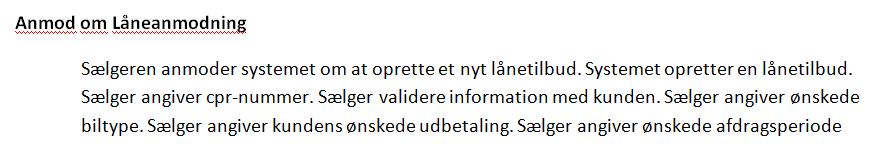 Anmod om Låneanmodning
Sælgeren anmoder systemet om at oprette et nyt lånetilbud. Systemet opretter en lånetilbud.
Sælger angiver cpr-nummer. Sælger validere information med kunden. Sælger angiver ønskede
biltype. Sælger angiver kundens ønskede udbetaling. Sælger angiver ønskede afdragsperiode